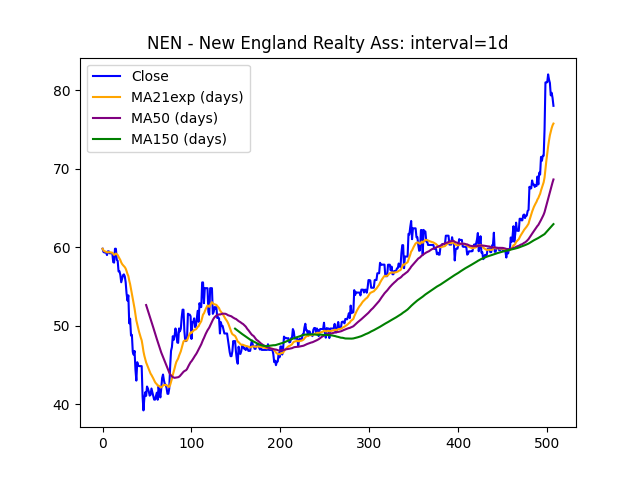 NEN - New England Realty Ass: interval=1d
Close
MA21exp (days)
MA50 (days)
MA150 (days)
80
70
60
50
40
0 100 200 300 400 500